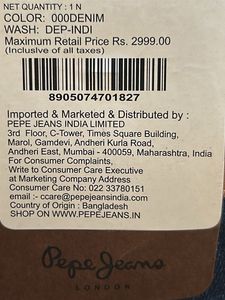 NET QUANTITY : 1 N
COLOR: 000DENIM
WASH: DEP-INDI
Maximum Retail Price Rs. 2999.00
(Inclusive of all taxes)
8905074701827
Imported & Marketed & Distributed by :
PEPE JEANS INDIA LIMITED
3rd Floor, C-Tower, Times Square Building,
Marol, Gamdevi, Andheri Kurla Road,
Andheri East, Mumbai - 400059, Maharashtra, India
For Consumer Complaints,
Write to Consumer Care Executive
at Marketing Company Address
Consumer Care No: 022 33780151
email :- ccare@pepejeansindia.com
Country of Origin : Bangladesh
SHOP ON WWW.PEPEJEANS.IN
Pepe Jeans
LONDON